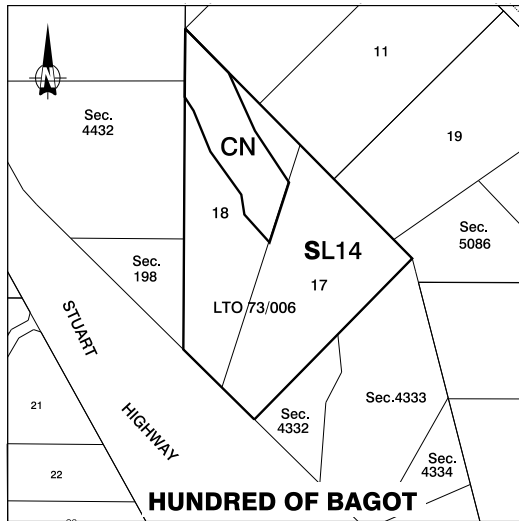 11
N
19
Sec.
4432
CN
18
Sec.
5086
SL14
Sec.
198
17
LTO 73/006
STUART
HIGHWAY
21
Sec.
4332
Sec.4333
22
Sec.
4334
HUNDRED OF BAGOT